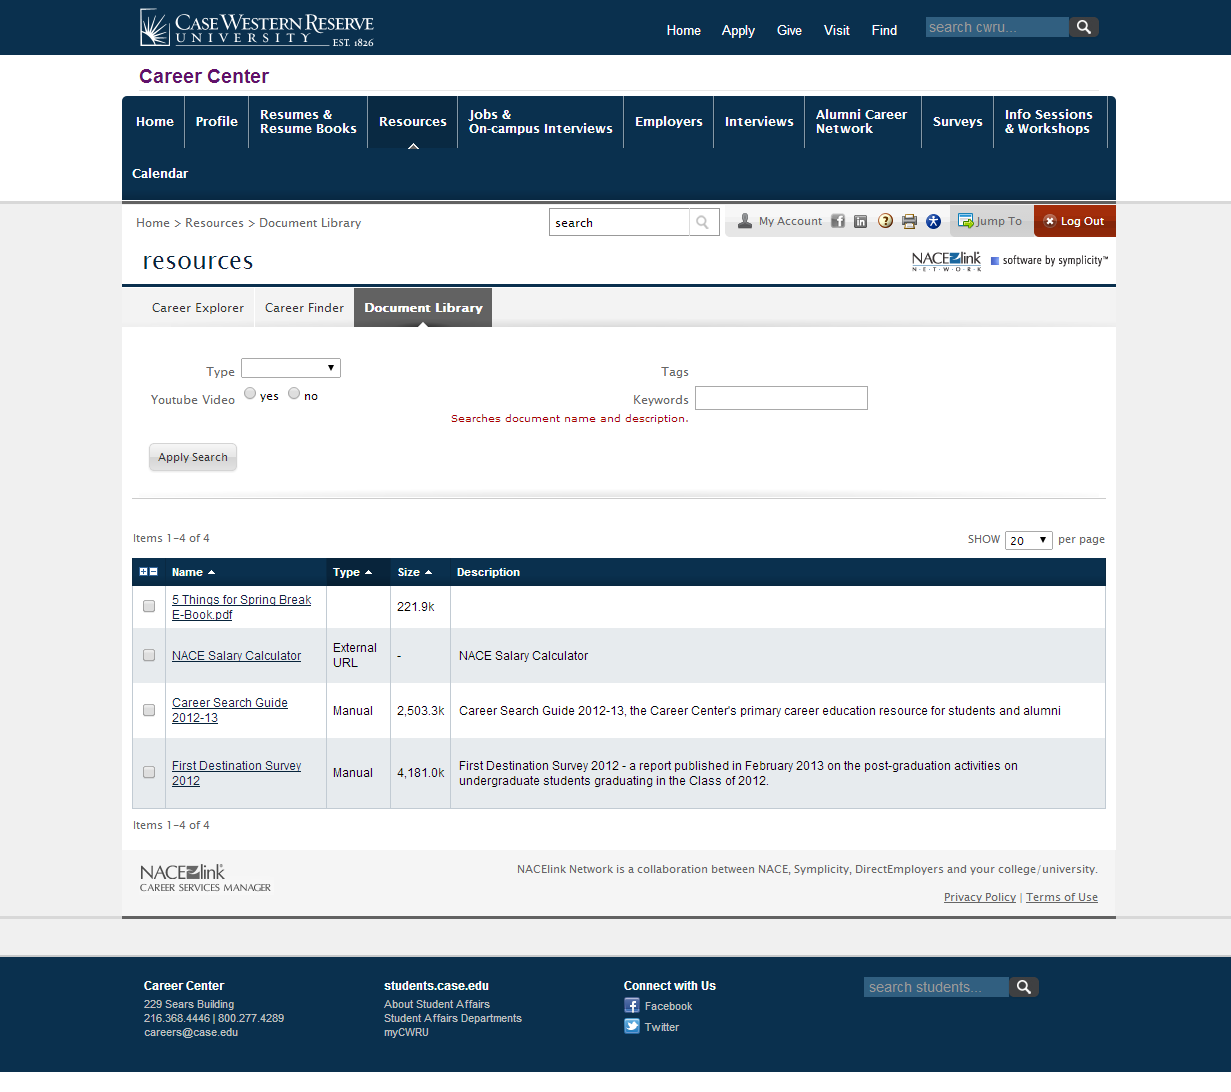 CASE WESTERN RESERVE
UNIVERSITY EST. 1826
Home Apply Give Visit Find search cwru...
Career Center
Home Profile Resumes & Resume Books Resources Jobs & On-campus Interviews Employers Interviews Alumni Career Network Surveys Info Sessions & Workshops
Calendar
Home > Resources > Document Library search My Account Jump To Log Out
resources
NACElink
NETWORK
software by symplicity™
Career Explorer Career Finder Document Library
Type Tags
Youtube Video yes no Keywords
Searches document name and description.
Apply Search
Items 1-4 of 4 SHOW 20 per page
Name Type Size Description
5 Things for Spring Break
E-Book.pdf
221.9k
NACE Salary Calculator
External
URL
-
NACE Salary Calculator
Career Search Guide
2012-13
Manual
2,503.3k
Career Search Guide 2012-13, the Career Center's primary career education resource for students and alumni
First Destination Survey
2012
Manual
4,181.0k
First Destination Survey 2012 - a report published in February 2013 on the post-graduation activities on
undergraduate students graduating in the Class of 2012.
Items 1-4 of 4
NACElink
CAREER SERVICES MANAGER
NACElink Network is a collaboration between NACE, Symplicity, DirectEmployers and your college/university.
Privacy Policy | Terms of Use
Career Center
229 Sears Building
216.368.4446 | 800.277.4289
careers@case.edu
students.case.edu
About Student Affairs
Student Affairs Departments
myCWRU
Connect with Us
Facebook
Twitter
search students...